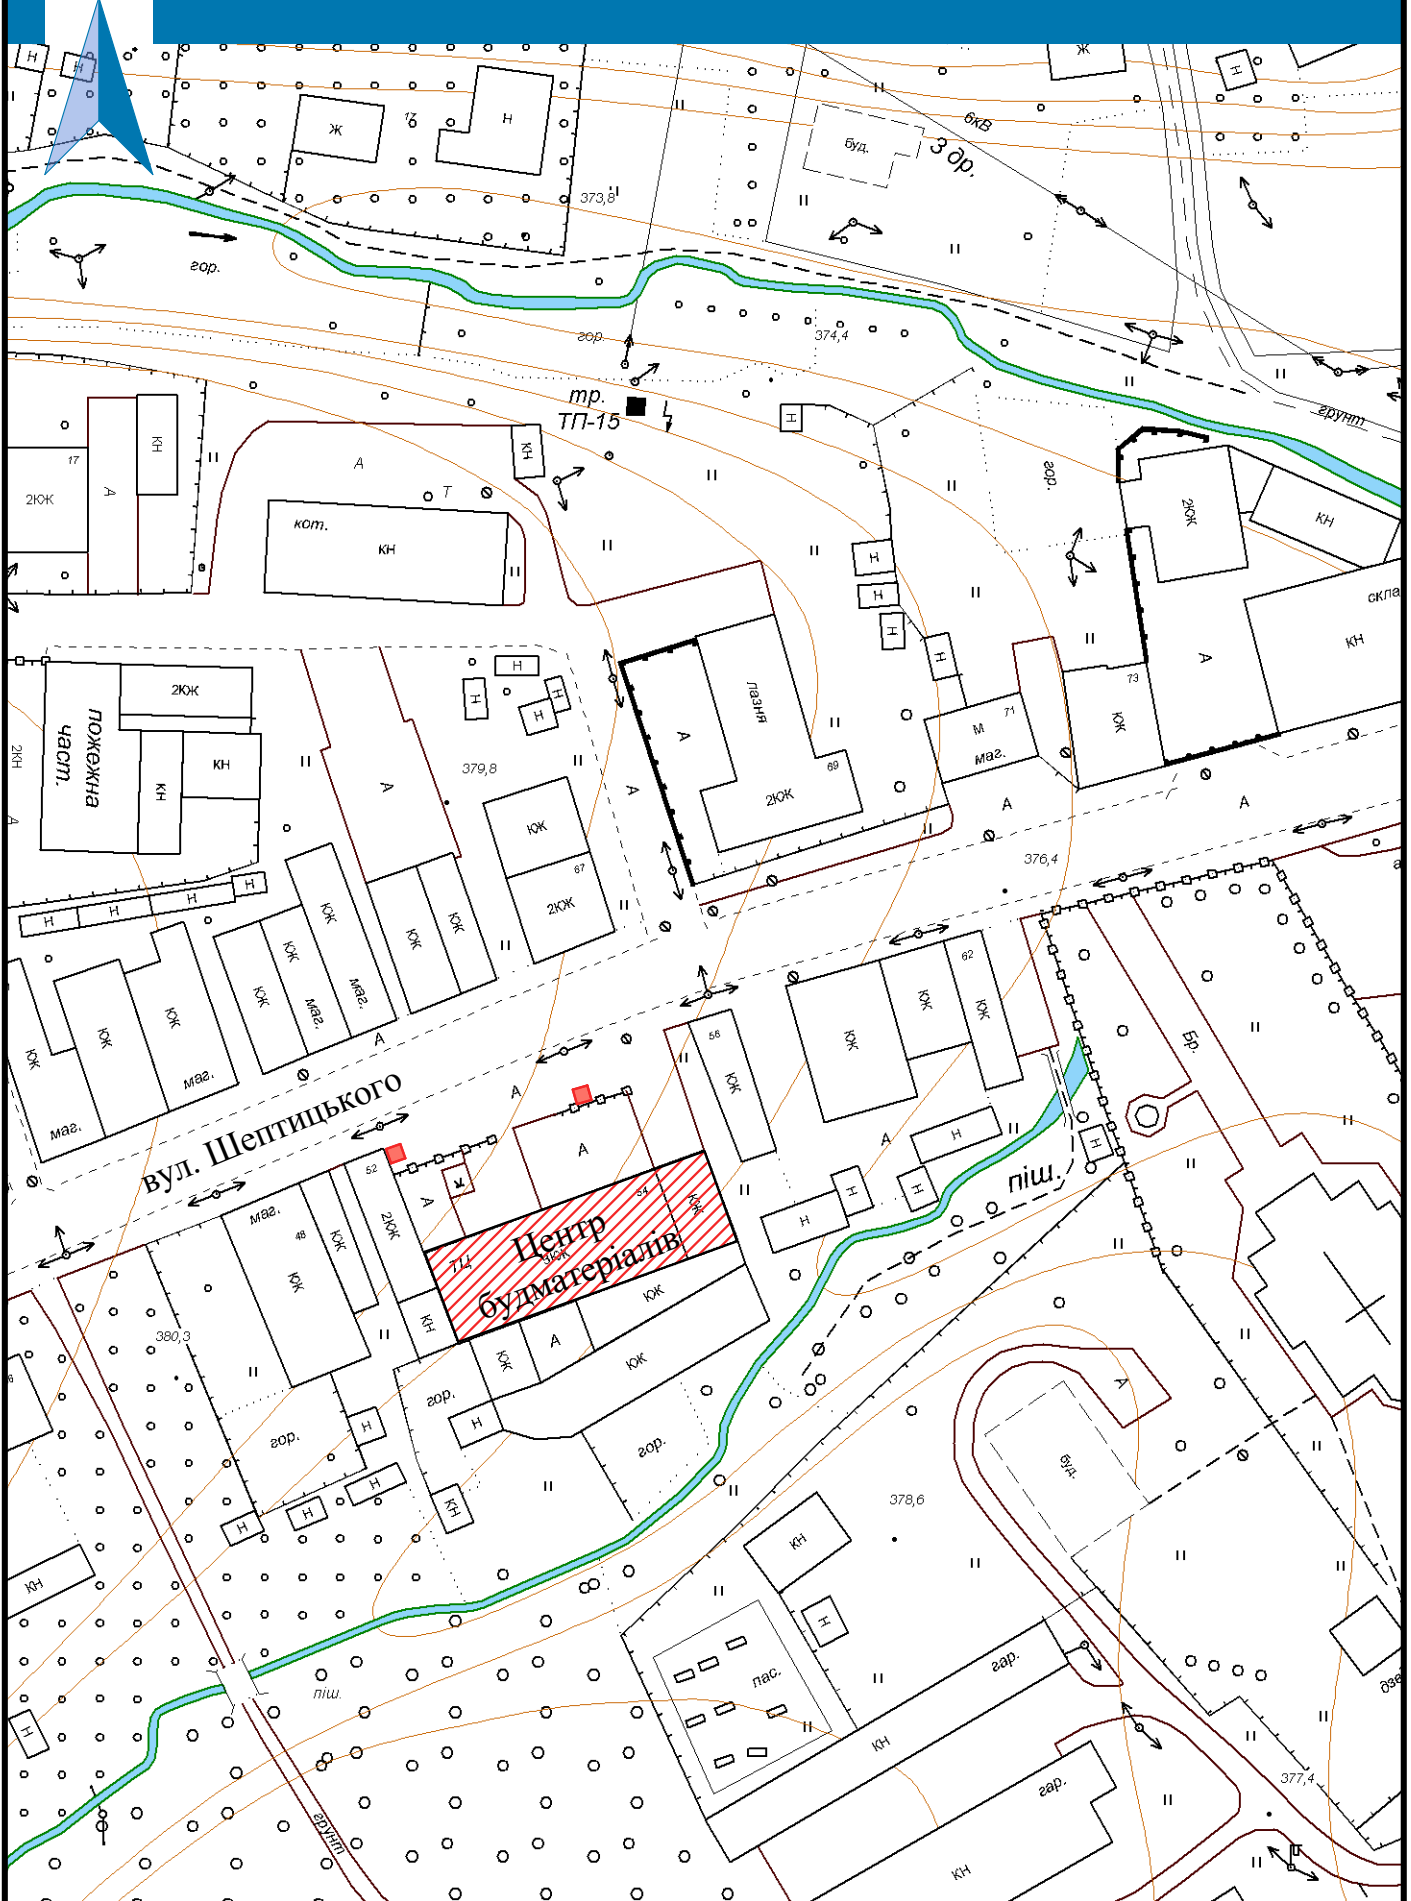 Н
Н
Ж
17
Н
373,8
буд.
3 др.
6кВ
Ж
Н
гор.
гор.
374,4
тр.
ТП-15
Н
грунт
17
2КЖ
А
КН
А
Т
КН
кот.
КН
гор.
2КЖ
КН
Н
Н
Н
Н
скла
КН
А
73
КЖ
71
М
маг.
лазня
А
69
2КЖ
А
Н
Н
Н
Н
379,8
2КЖ
пожежна
част.
КН
КН
2КН
А
А
КЖ
67
2КЖ
А
А
376,4
Н
Н
Н
Н
КЖ
КЖ
маг.
КЖ
маг.
КЖ
КЖ
КЖ
КЖ
КЖ
маг.
маг.
А
вул. Шептицького
А
56
КЖ
КЖ
КЖ
62
КЖ
Бр.
А
Н
Н
Н
Н
Н
піш.
52
2КЖ
А
К
А
54
КЖ
ТЦ
3КЖ
Центр
будматеріалів
маг.
48
КЖ
КЖ
КН
КЖ
А
КЖ
КЖ
380,3
гор.
гор.
гор.
Н
Н
Н
Н
Н
КН
А
буд.
378,6
КН
Н
пас.
КН
гар.
КН
гар.
КН
піш.
Н
грунт
377,4
дзв